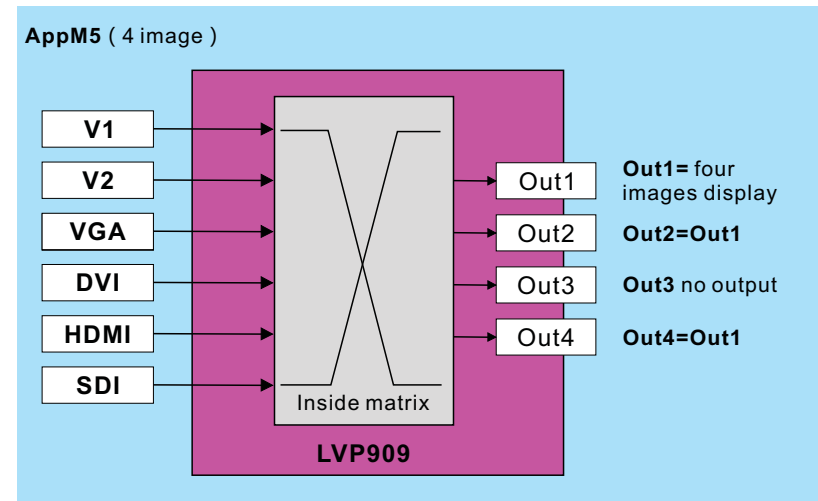 AppM5 ( 4 image )
V1
V2
VGA
DVI
HDMI
SDI
Inside matrix
LVP909
Out1
Out2
Out3
Out4
Out1= four
images display
Out2=Out1
Out3 no output
Out4=Out1